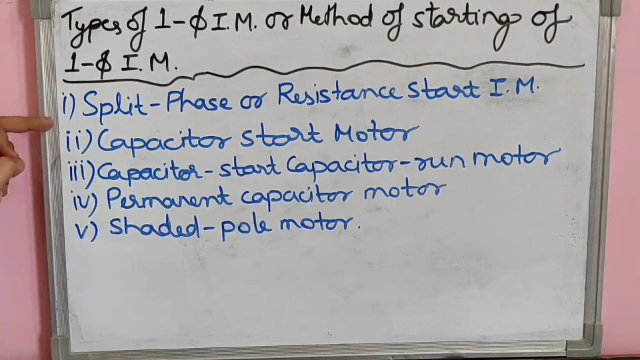 Types of 1-ϕ I.M. or Method of starting of
1-ϕ I.M.
i) Split-Phase or Resistance Start I.M.
ii) Capacitor start Motor
iii) Capacitor-start Capacitor-run motor
iv) Permanent capacitor motor
v) Shaded-pole motor.